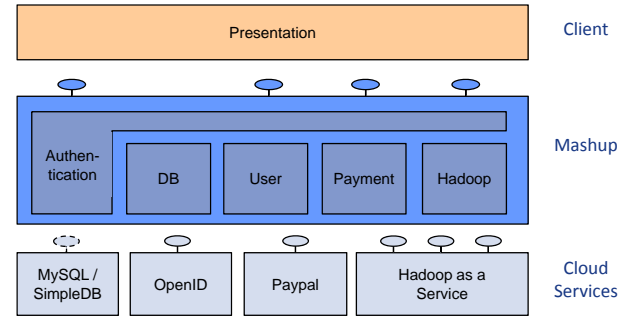 Presentation
Client
Authen-
tication
DB
User
Payment
Hadoop
Mashup
MySQL /
SimpleDB
OpenID
Paypal
Hadoop as a
Service
Cloud
Services